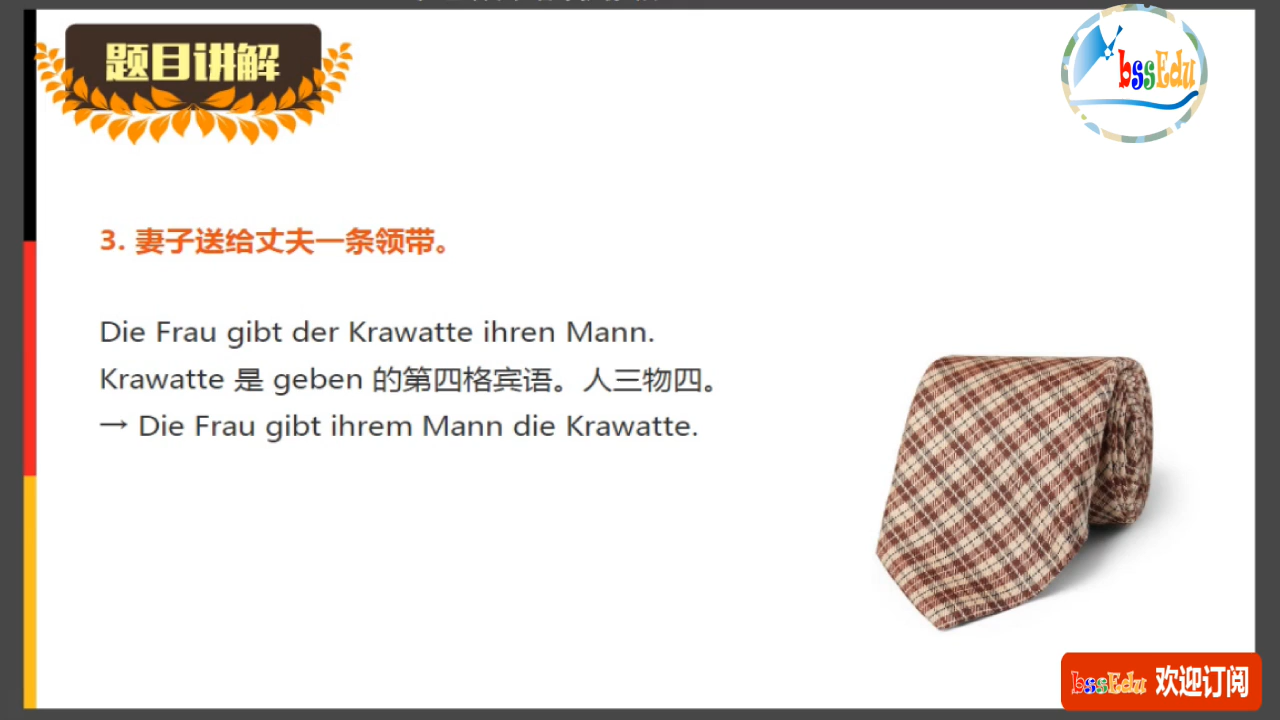 题目讲解
bssEdu
3. 妻子送给丈夫一条领带。
Die Frau gibt der Krawatte ihren Mann.
Krawatte 是 geben 的第四格宾语。人三物四。
→ Die Frau gibt ihrem Mann die Krawatte.
bssEdu 欢迎订阅